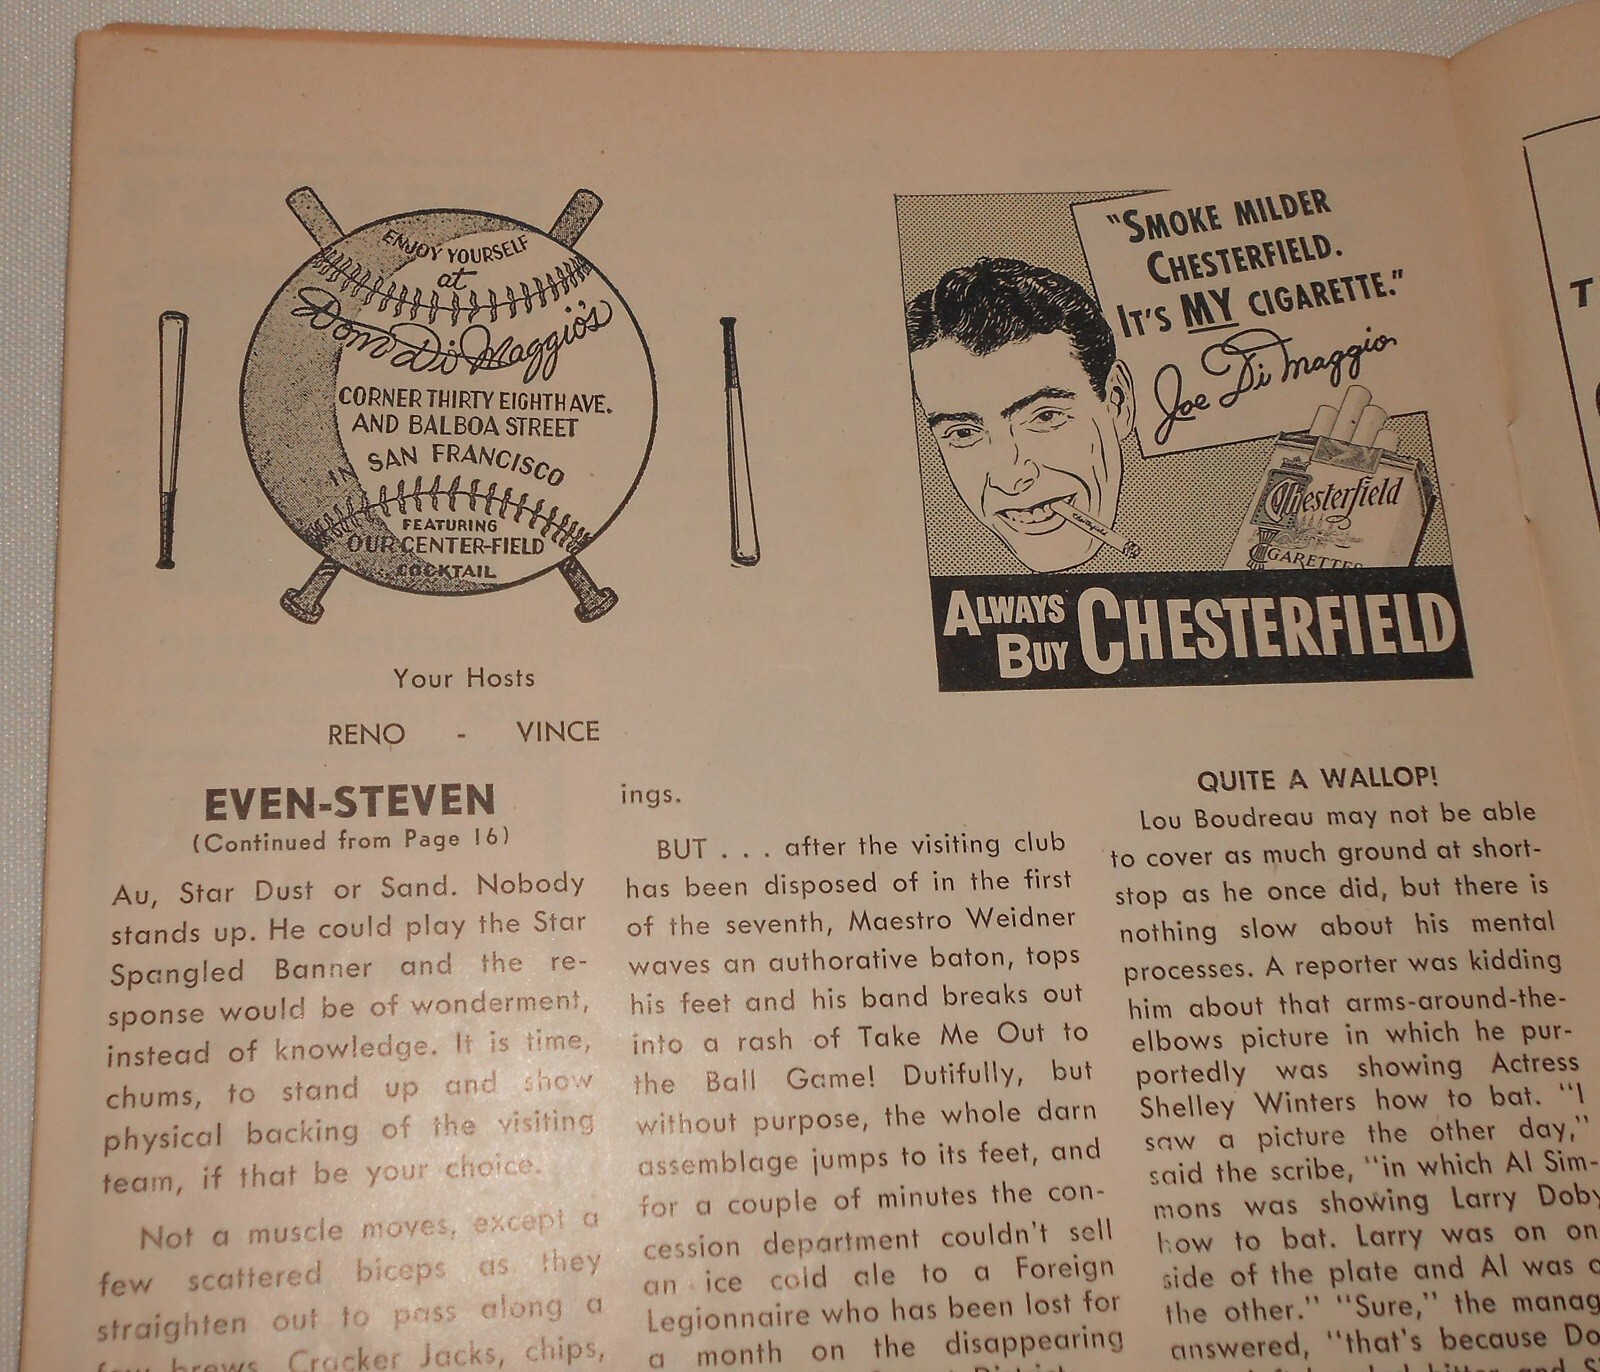 ENJOY YOURSELF
at
Dom Di Maggio's
CORNER THIRTY EIGHTH AVE.
AND BALBOA STREET
IN SAN FRANCISCO
FEATURING
OUR CENTER-FIELD
COCKTAIL
Your Hosts
RENO - VINCE
"SMOKE MILDER
CHESTERFIELD.
IT'S MY CIGARETTE."
Joe Di Maggio
Chesterfield
Chesterfield
CIGARETTES
ALWAYS
BUY CHESTERFIELD
EVEN-STEVEN
(Continued from Page 16)
Au, Star Dust or Sand. Nobody
stands up. He could play the Star
Spangled Banner and the re-
sponse would be of wonderment,
instead of knowledge. It is time,
chums, to stand up and show
physical backing of the visiting
team, if that be your choice.
Not a muscle moves, except a
few scattered biceps as they
straighten out to pass along a
few brews, Cracker Jacks, chips,
ings.
BUT . . . after the visiting club
has been disposed of in the first
of the seventh, Maestro Weidner
waves an authorative baton, tops
his feet and his band breaks out
into a rash of Take Me Out to
the Ball Game! Dutifully, but
without purpose, the whole darn
assemblage jumps to its feet, and
for a couple of minutes the con-
cession department couldn't sell
an ice cold ale to a Foreign
Legionnaire who has been lost for
a month on the disappearing
District
QUITE A WALLOP!
Lou Boudreau may not be able
to cover as much ground at short-
stop as he once did, but there is
nothing slow about his mental
processes. A reporter was kidding
him about that arms-around-the-
elbows picture in which he pur-
portedly was showing Actress
Shelley Winters how to bat. "I
saw a picture the other day,"
said the scribe, "in which Al Sim-
mons was showing Larry Doby
how to bat. Larry was on on
side of the plate and Al was o
the other." "Sure," the manag
answered, "that's because Do
T